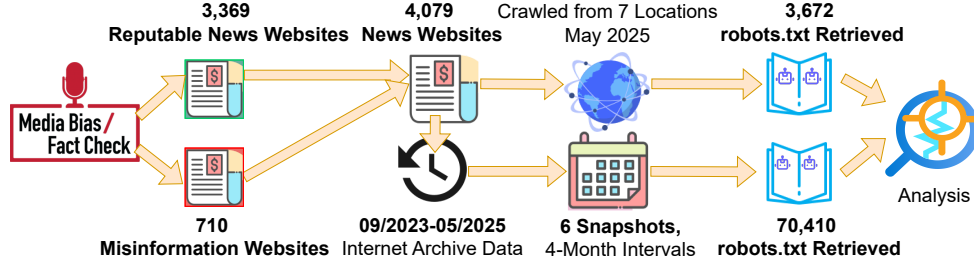 3,369
Reputable News Websites
4,079
News Websites
Crawled from 7 Locations
May 2025
3,672
robots.txt Retrieved
Media Bias/
Fact Check
$
$
$
710
Misinformation Websites
09/2023-05/2025
Internet Archive Data
6 Snapshots,
4-Month Intervals
70,410
robots.txt Retrieved
Analysis